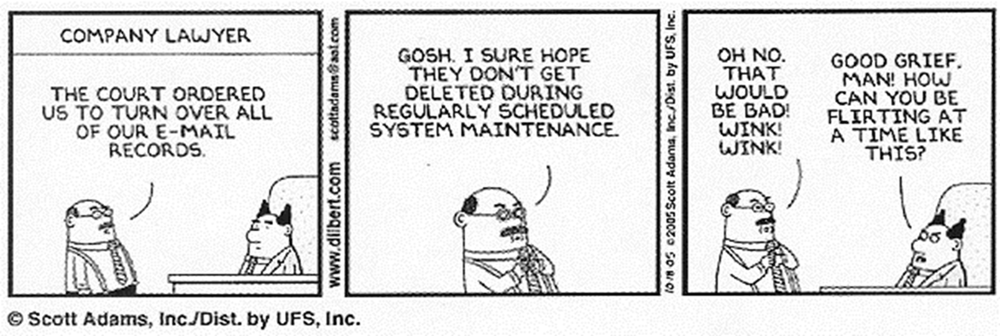 COMPANY LAWYER
THE COURT ORDERED
US TO TURN OVER ALL
OF OUR E-MAIL
RECORDS.
www.dilbert.com scottadams@aol.com
GOSH. I SURE HOPE
THEY DON'T GET
DELETED DURING
REGULARLY SCHEDULED
SYSTEM MAINTENANCE.
10/18/05 ©2005 Scott Adams, Inc./Dist. by UFS, Inc.
OH NO.
THAT
WOULD
BE BAD!
WINK!
WINK!
GOOD GRIEF,
MAN! HOW
CAN YOU BE
FLIRTING AT
A TIME LIKE
THIS?
© Scott Adams, Inc./Dist. by UFS, Inc.